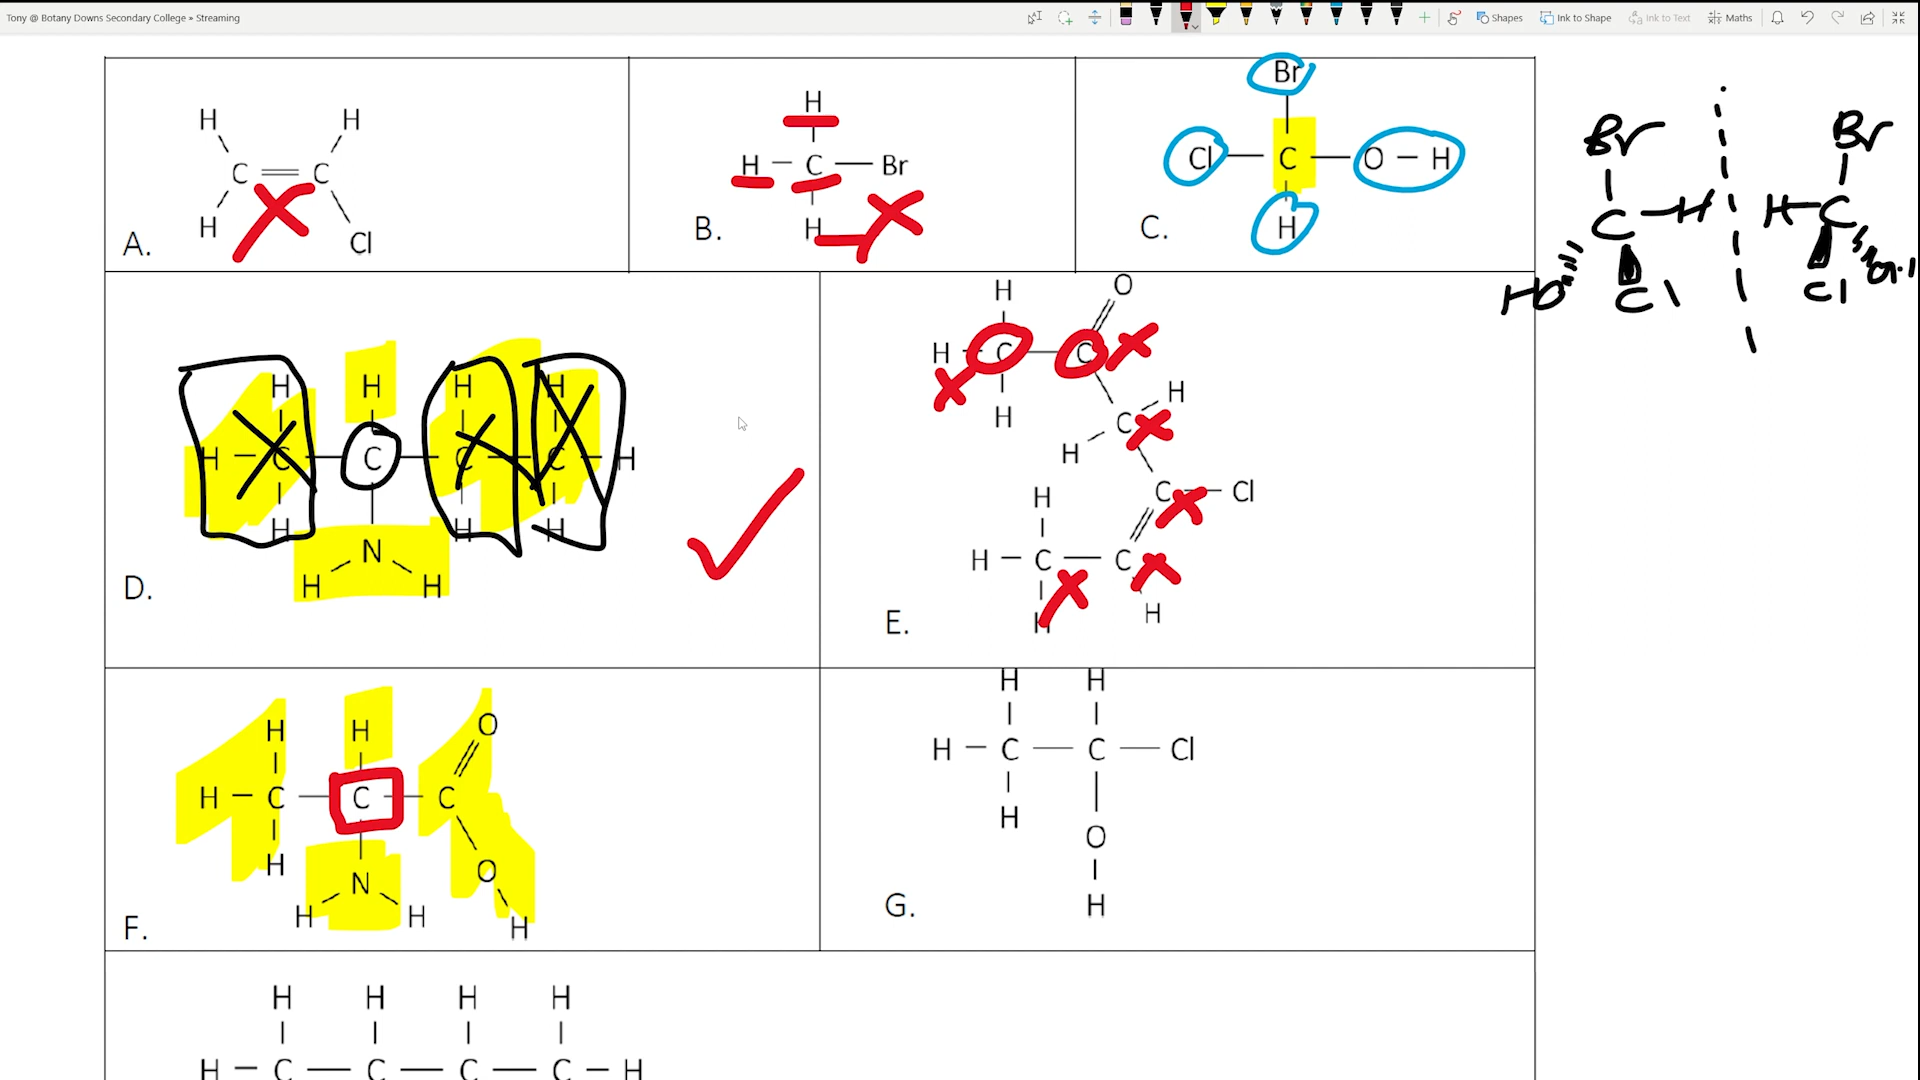 Tony @ Botany Downs Secondary College » Streaming
Shapes Ink to Shape Ink to Text Maths
H H
C C
H
Cl
A.
H
H C Br
H
B.
Br
Cl C O H
H
C.
Br
C H
HO Cl
Br
H C
Cl
H H H H
H C C C C H
H H H
N
H H
D.
H O
H C C
H
H
C
H
C Cl
H
H C C
H
H
E.
H H O
H C C C
H
N O
H H H
F.
H H
H C C Cl
H
O
H
G.
H H H H
H C C C C H